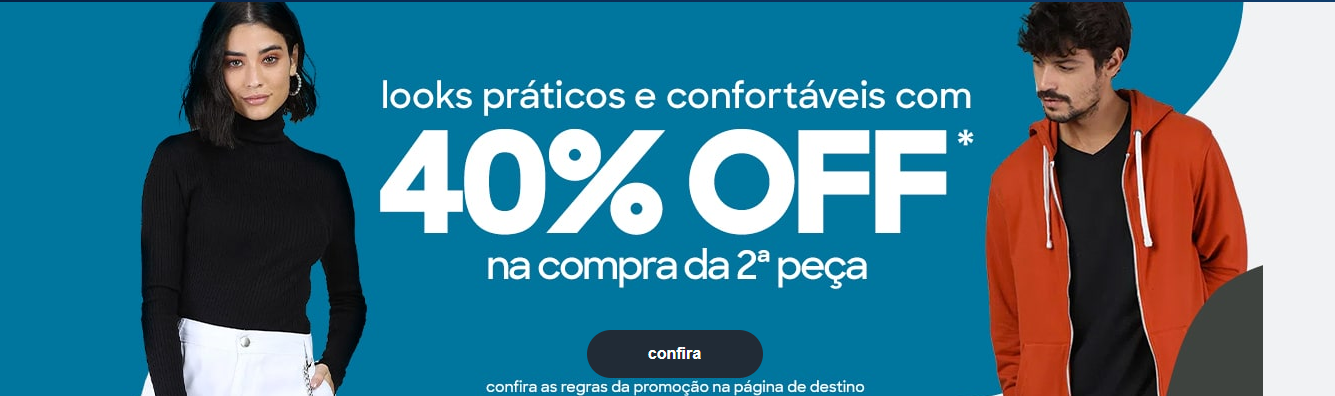 looks práticos e confortáveis com
40% OFF*
na compra da 2ª peça
confira
confira as regras da promoção na página de destino